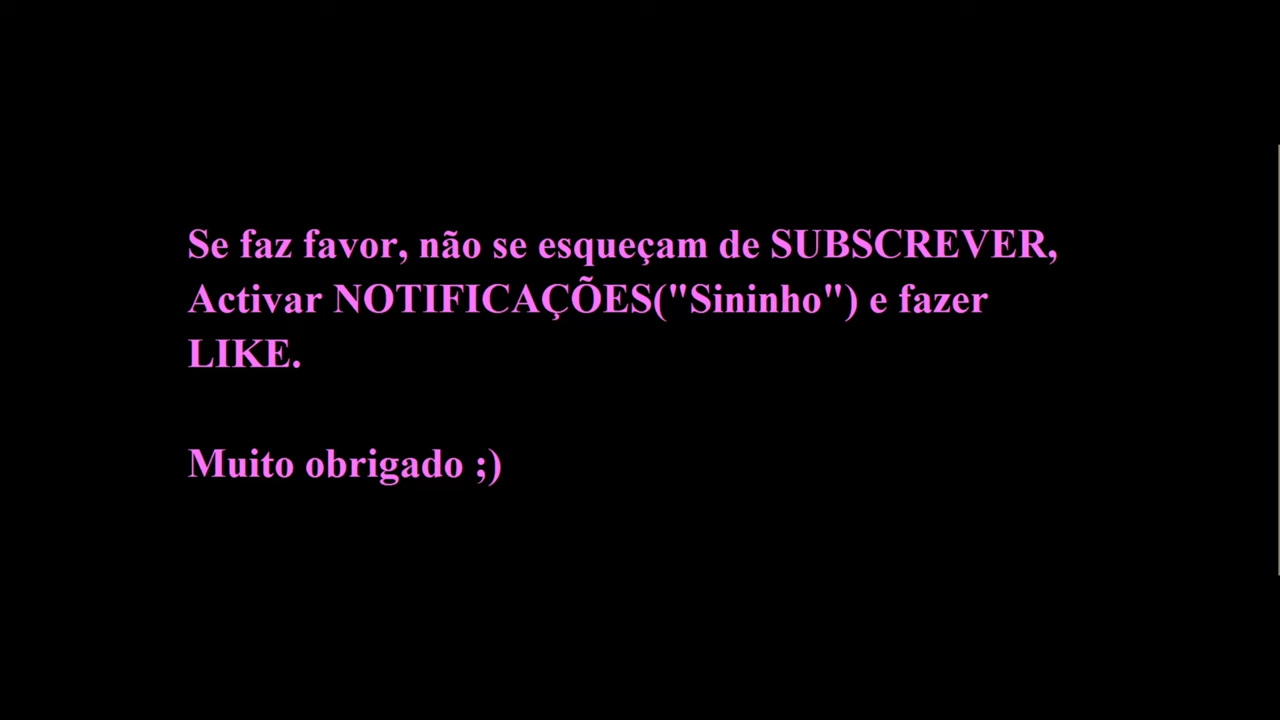 Se faz favor, não se esqueçam de SUBSCREVER,
Activar NOTIFICAÇÕES("Sininho") e fazer
LIKE.
Muito obrigado ;)